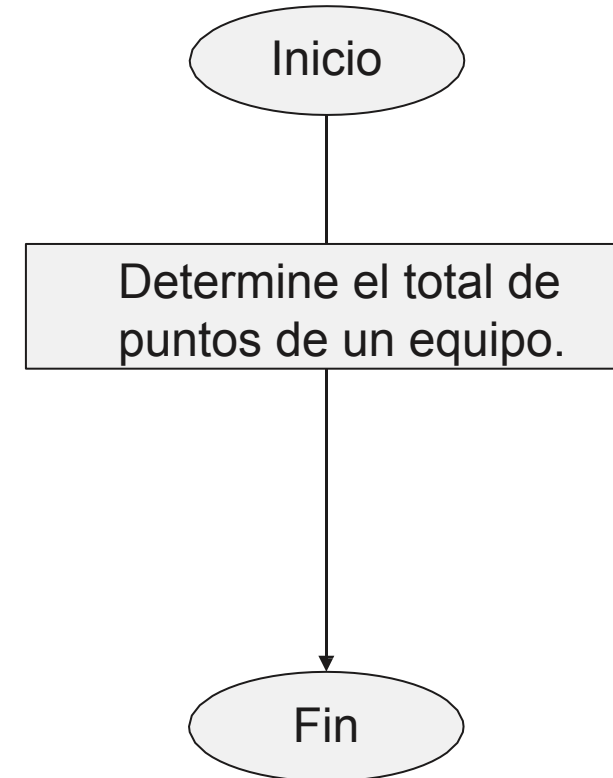 Inicio
Determine el total de
puntos de un equipo.
Fin